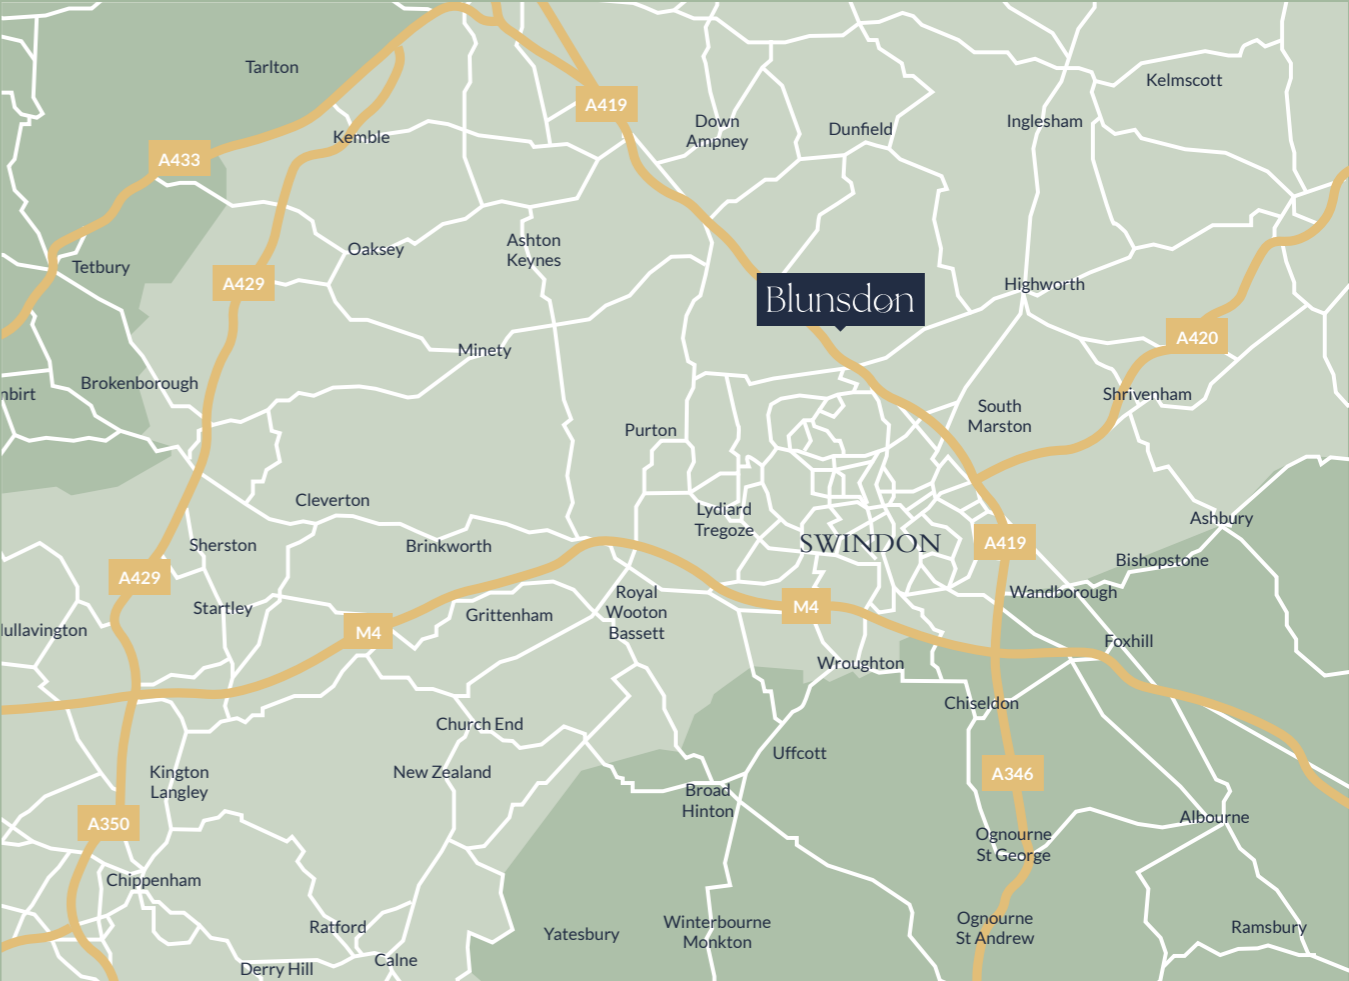 Tarlton
Kelmscott
A419
Down
Ampney
Dunfield
Inglesham
Kemble
A433
Oaksey
Ashton
Keynes
Tetbury
A429
Highworth
Blunsdon
A420
Minety
Brokenborough
nbirt
Shrivenham
South
Marston
Purton
Cleverton
Lydiard
Tregoze
Ashbury
Sherston
Brinkworth
SWINDON
A419
Bishopstone
A429
Startley
Grittenham
Royal
Wooton
Bassett
M4
Wandborough
ullavington
M4
Foxhill
Wroughton
Chiseldon
Church End
Uffcott
Kington
Langley
New Zealand
A346
Broad
Hinton
A350
Albourne
Ognourne
St George
Chippenham
Ratford
Yatesbury
Winterbourne
Monkton
Ognourne
St Andrew
Ramsbury
Derry Hill
Calne